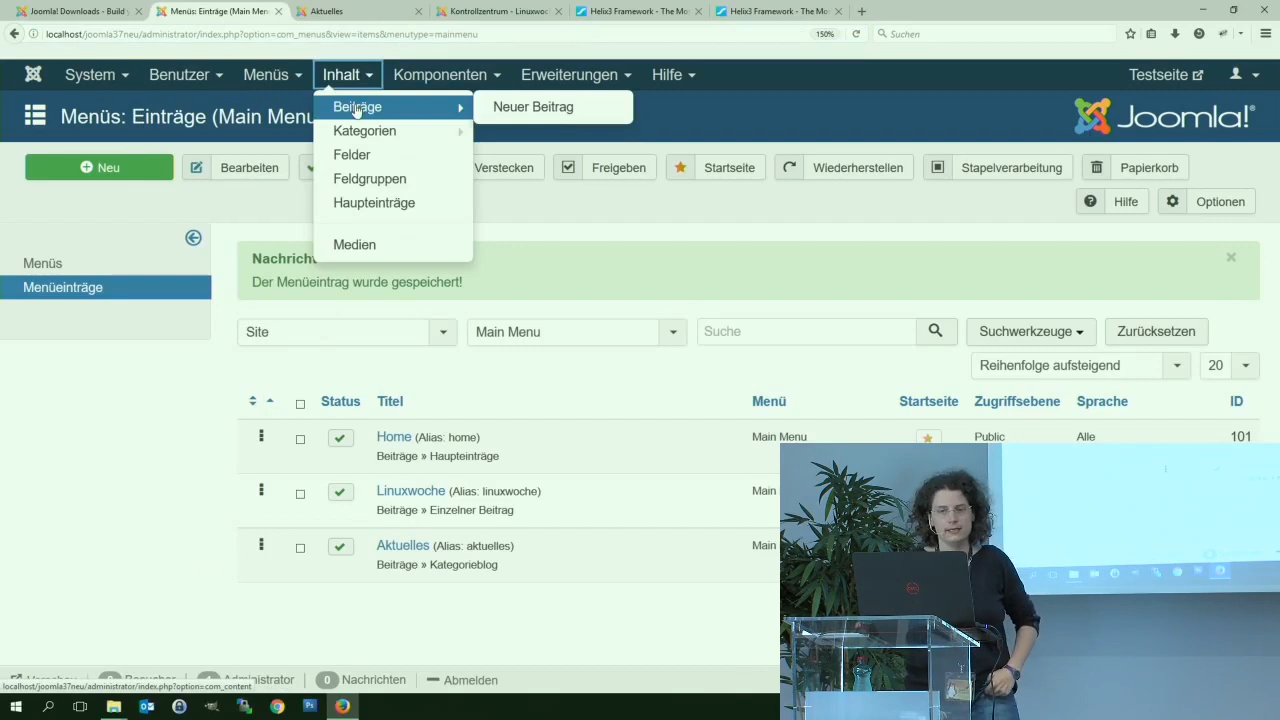 Joomla! Downloads - Build
Menüs: Einträge (Main Men
Aktuelles
Kontrollzentrum - Linuxwoc
Helix3 Framework - The Mo
Helix3 Framework - The Mo
localhost/joomla37neu/administrator/index.php?option=com_menus&view=items&menutype=mainmenu
150%
Suchen
System
Benutzer
Menüs
Inhalt
Komponenten
Erweiterungen
Hilfe
Testseite
Menüs: Einträge (Main Menu
Joomla!®
Beiträge
Neuer Beitrag
Kategorien
Felder
Feldgruppen
Haupteinträge
Medien
Neu
Bearbeiten
Verstecken
Freigeben
Startseite
Wiederherstellen
Stapelverarbeitung
Papierkorb
Hilfe
Optionen
Menüs
Menüeinträge
Nachricht
Der Menüeintrag wurde gespeichert!
Site
Main Menu
Suche
Suchwerkzeuge
Zurücksetzen
Reihenfolge aufsteigend
20
Status Titel Menü Startseite Zugriffsebene Sprache ID
Home (Alias: home) Main Menu Public Alle 101
Beiträge » Haupteinträge
Linuxwoche (Alias: linuxwoche) Main
Beiträge » Einzelner Beitrag
Aktuelles (Alias: aktuelles) Main
Beiträge » Kategorieblog
Besucher
Administrator
0 Nachrichten
Abmelden
localhost/joomla37neu/administrator/index.php?option=com_content
DELL